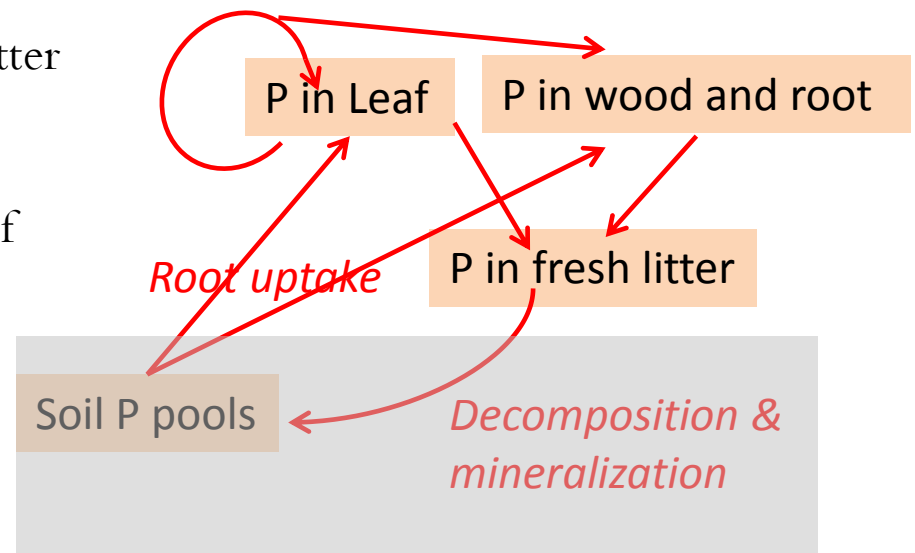 P in Leaf
P in wood and root
P in fresh litter
Root uptake
Soil P pools
Decomposition &
mineralization